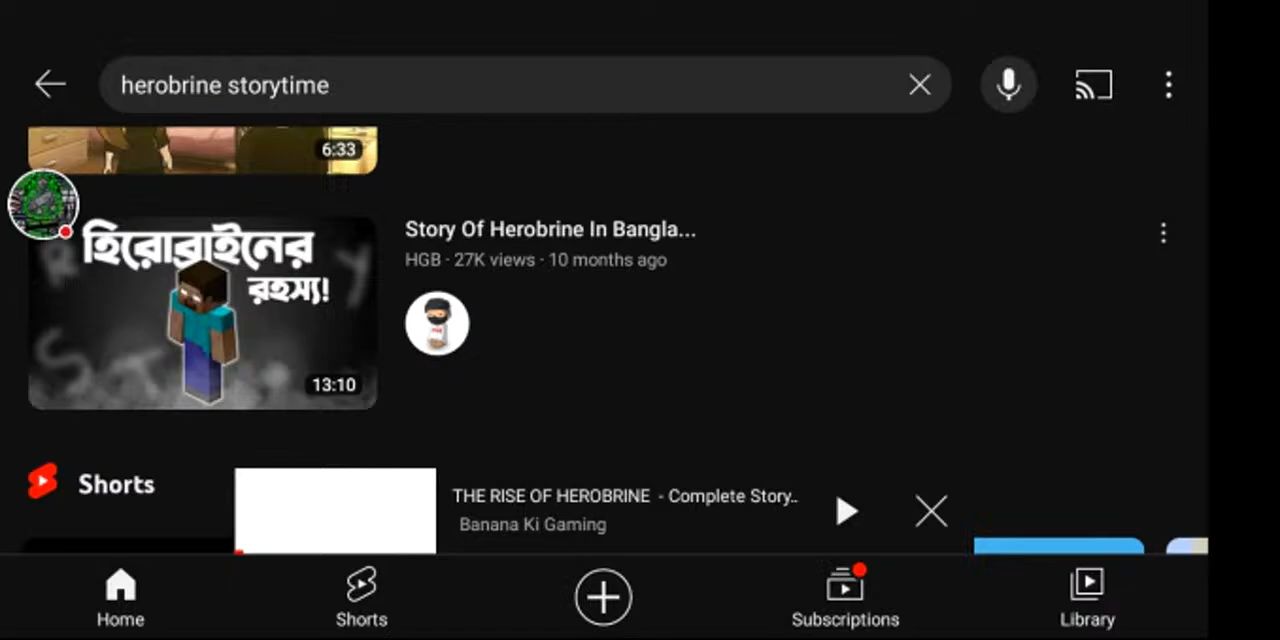 herobrine storytime
6:33
হিরোব্রাইনের
রহস্য!
13:10
Story Of Herobrine In Bangla...
HGB · 27K views · 10 months ago
Shorts
THE RISE OF HEROBRINE - Complete Story..
Banana Ki Gaming
Home
Shorts
Subscriptions
Library